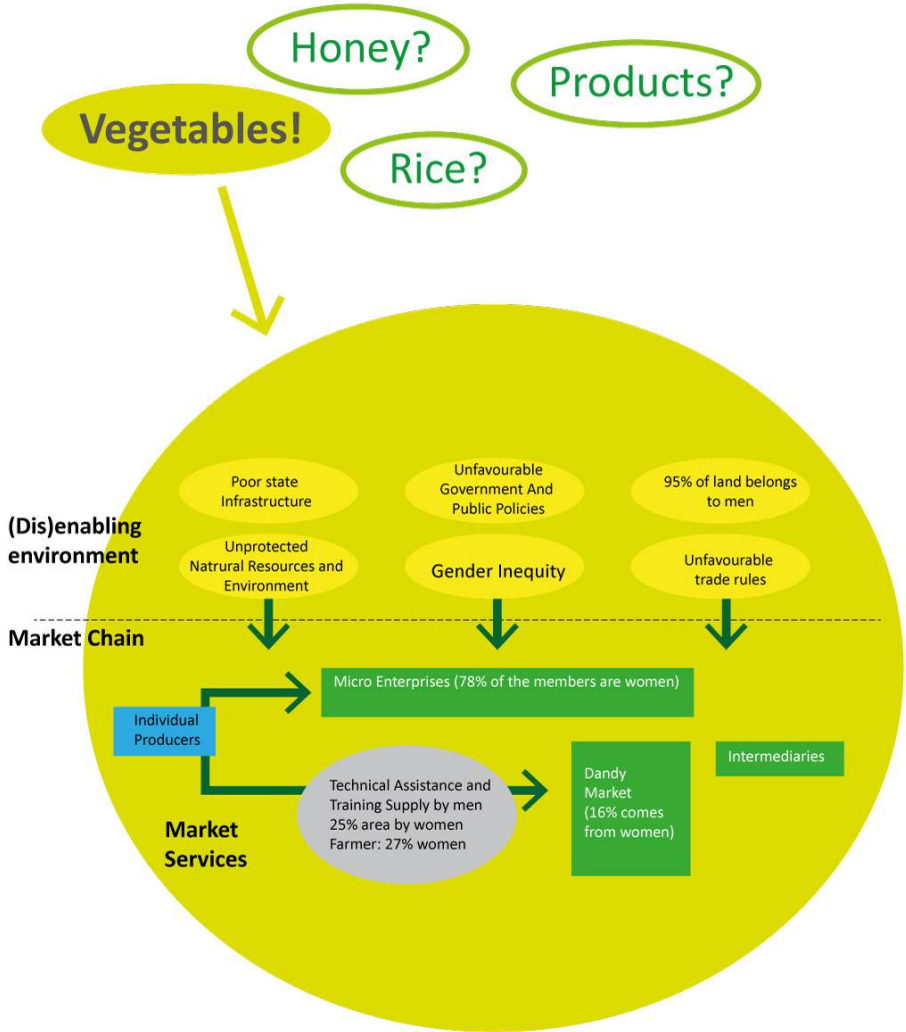 Honey?
Products?
Vegetables!
Rice?
Poor state
Infrastructure
Unfavourable
Government And
Public Policies
95% of land belongs
to men
(Dis)enabling
environment
Unprotected
Natrural Resources and
Environment
Gender Inequity
Unfavourable
trade rules
Market Chain
Micro Enterprises (78% of the members are women)
Individual
Producers
Technical Assistance and
Training Supply by men
25% area by women
Farmer: 27% women
Dandy
Market
(16% comes
from women)
Intermediaries
Market
Services